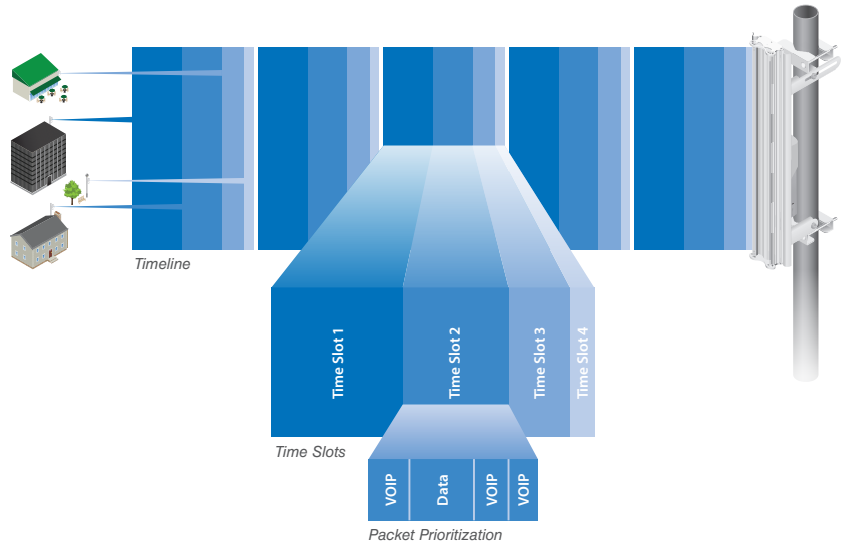 Timeline
Time Slot 1
Time Slot 2
Time Slot 3
Time Slot 4
Time Slots
VOIP
Data
VOIP
VOIP
Packet Prioritization